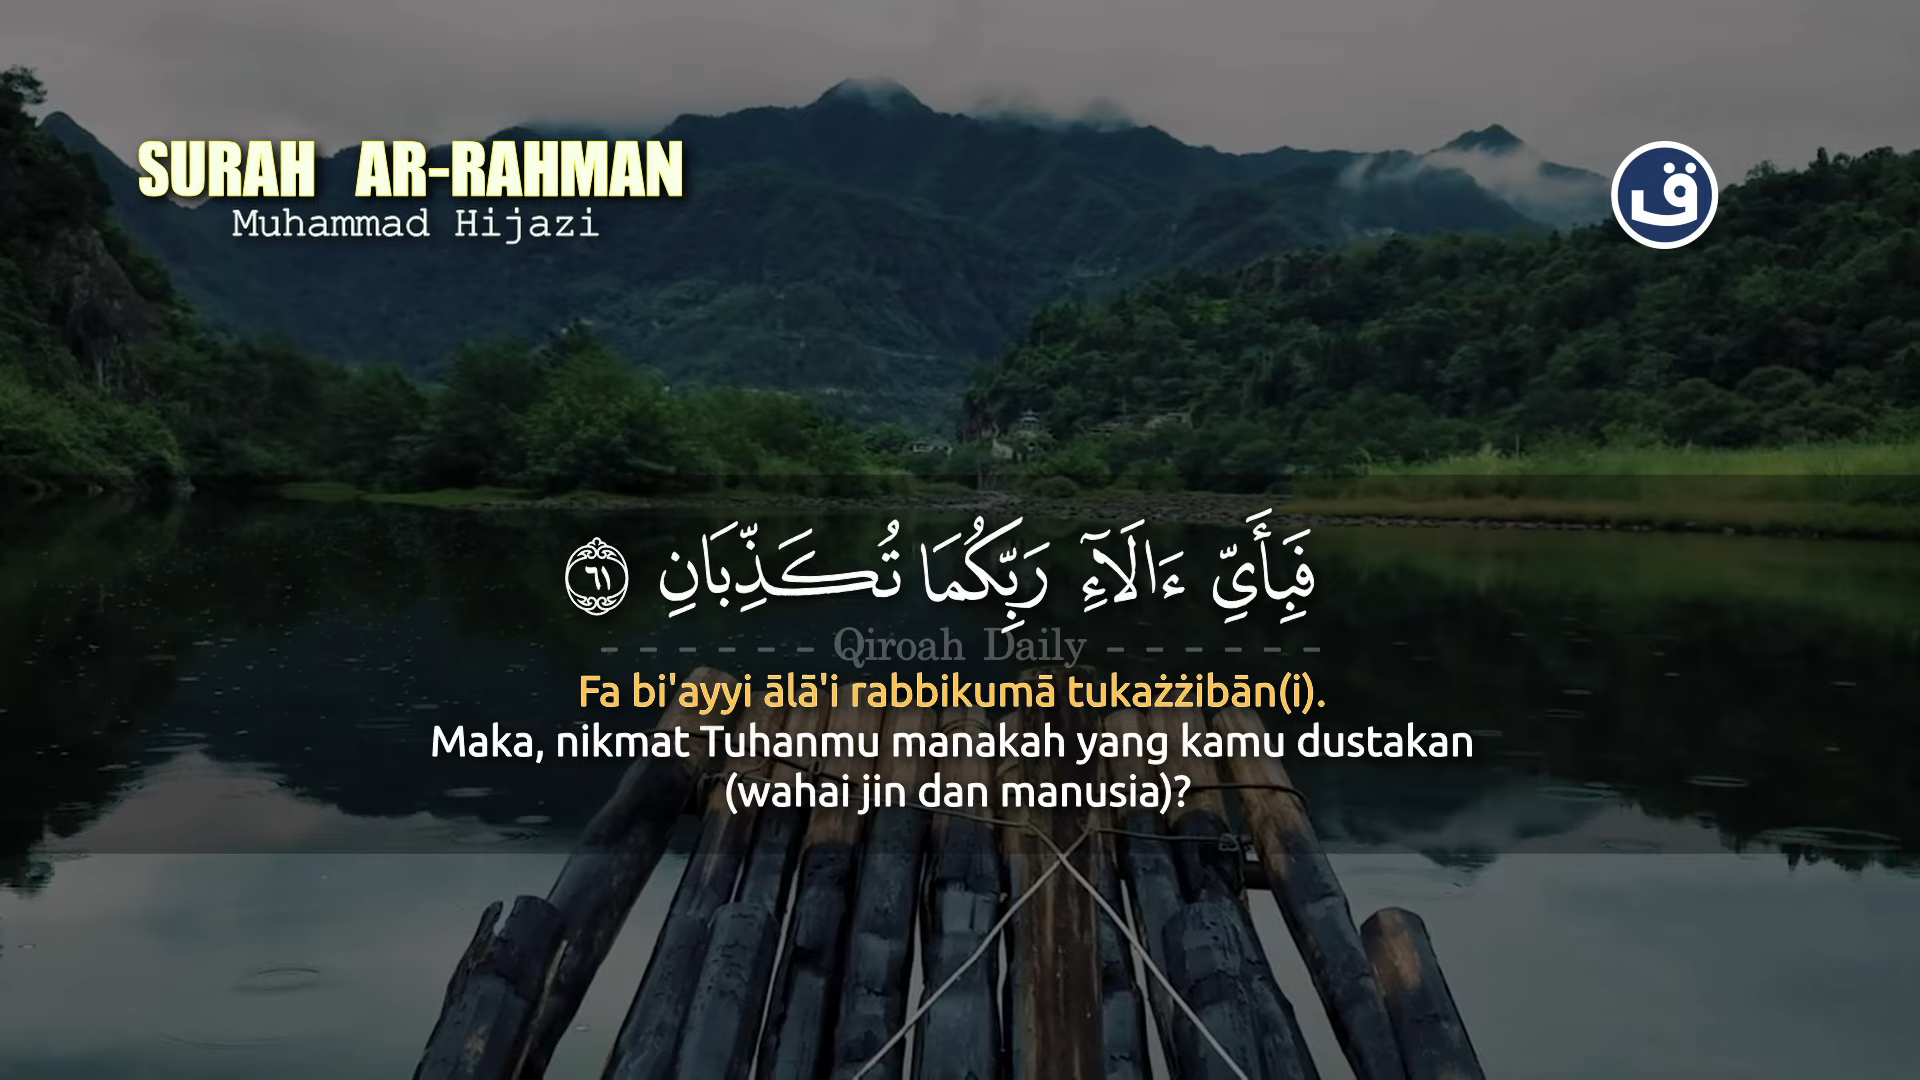 SURAH AR-RAHMAN
Muhammad Hijazi
ق
فَبِأَيِّ ءَالَآءِ رَبِّكُمَا تُكَذِّبَانِ ٦١
- - - - - - Qiroah Daily - - - - - -
Fa bi'ayyi ālā'i rabbikumā tukażżibān(i).
Maka, nikmat Tuhanmu manakah yang kamu dustakan
(wahai jin dan manusia)?